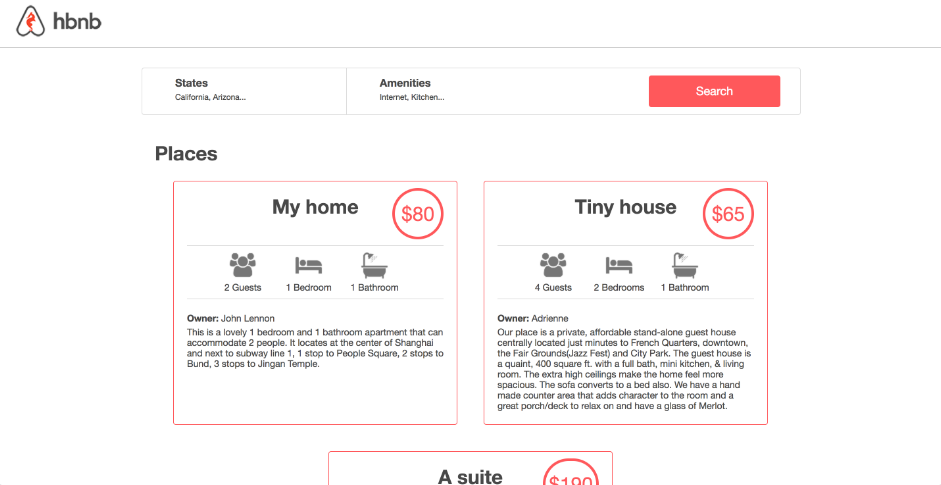 hbnb
States
California, Arizona...
Amenities
Internet, Kitchen...
Search
Places
My home
$80
2 Guests
1 Bedroom
1 Bathroom
Owner: John Lennon
This is a lovely 1 bedroom and 1 bathroom apartment that can
accommodate 2 people. It locates at the center of Shanghai
and next to subway line 1, 1 stop to People Square, 2 stops to
Bund, 3 stops to Jingan Temple.
Tiny house
$65
4 Guests
2 Bedrooms
1 Bathroom
Owner: Adrienne
Our place is a private, affordable stand-alone guest house
centrally located just minutes to French Quarters, downtown,
the Fair Grounds(Jazz Fest) and City Park. The guest house is
a quaint, 400 square ft. with a full bath, mini kitchen, & living
room. The extra high ceilings make the home feel more
spacious. The sofa converts to a bed also. We have a hand
made counter area that adds character to the room and a
great porch/deck to relax on and have a glass of Merlot.
A suite
$190